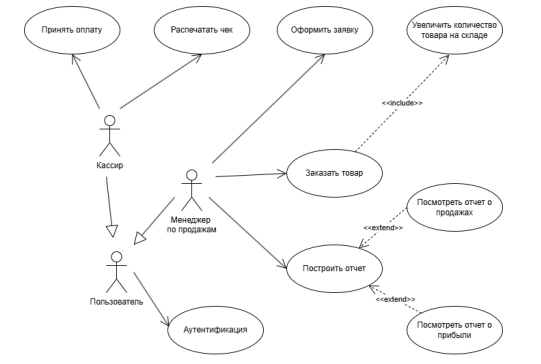 Принять оплату
Распечатать чек
Оформить заявку
Увеличить количество
товара на складе
<<include>>
Кассир
Заказать товар
Менеджер
по продажам
Посмотреть отчет о
продажах
<<extend>>
Построить отчет
Пользователь
<<extend>>
Аутентификация
Посмотреть отчет о
прибыли